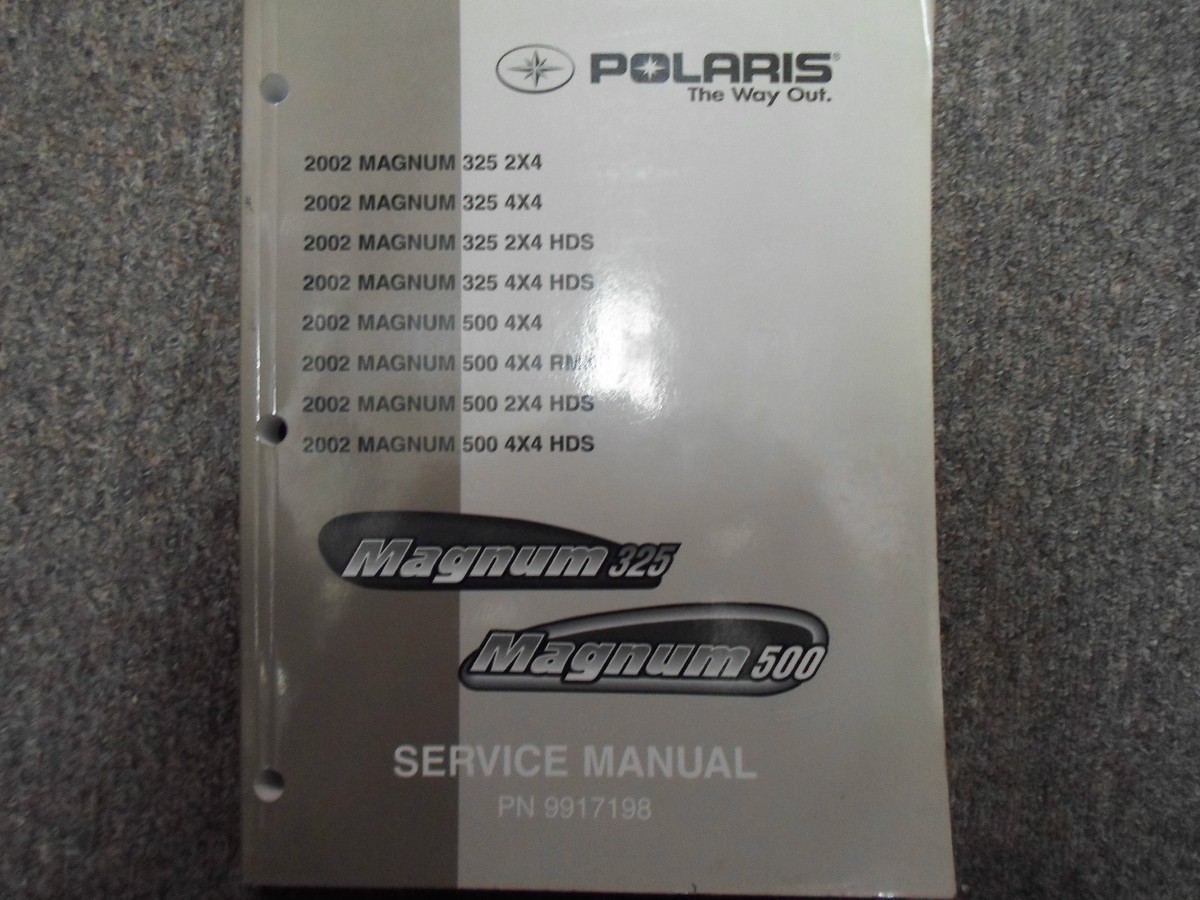 POLARIS®
The Way Out.
2002 MAGNUM 325 2X4
2002 MAGNUM 325 4X4
2002 MAGNUM 325 2X4 HDS
2002 MAGNUM 325 4X4 HDS
2002 MAGNUM 500 4X4
2002 MAGNUM 500 4X4
2002 MAGNUM 500 2X4 HDS
2002 MAGNUM 500 4X4 HDS
Magnum 325
Magnum 500
SERVICE MANUAL
PN 9917198